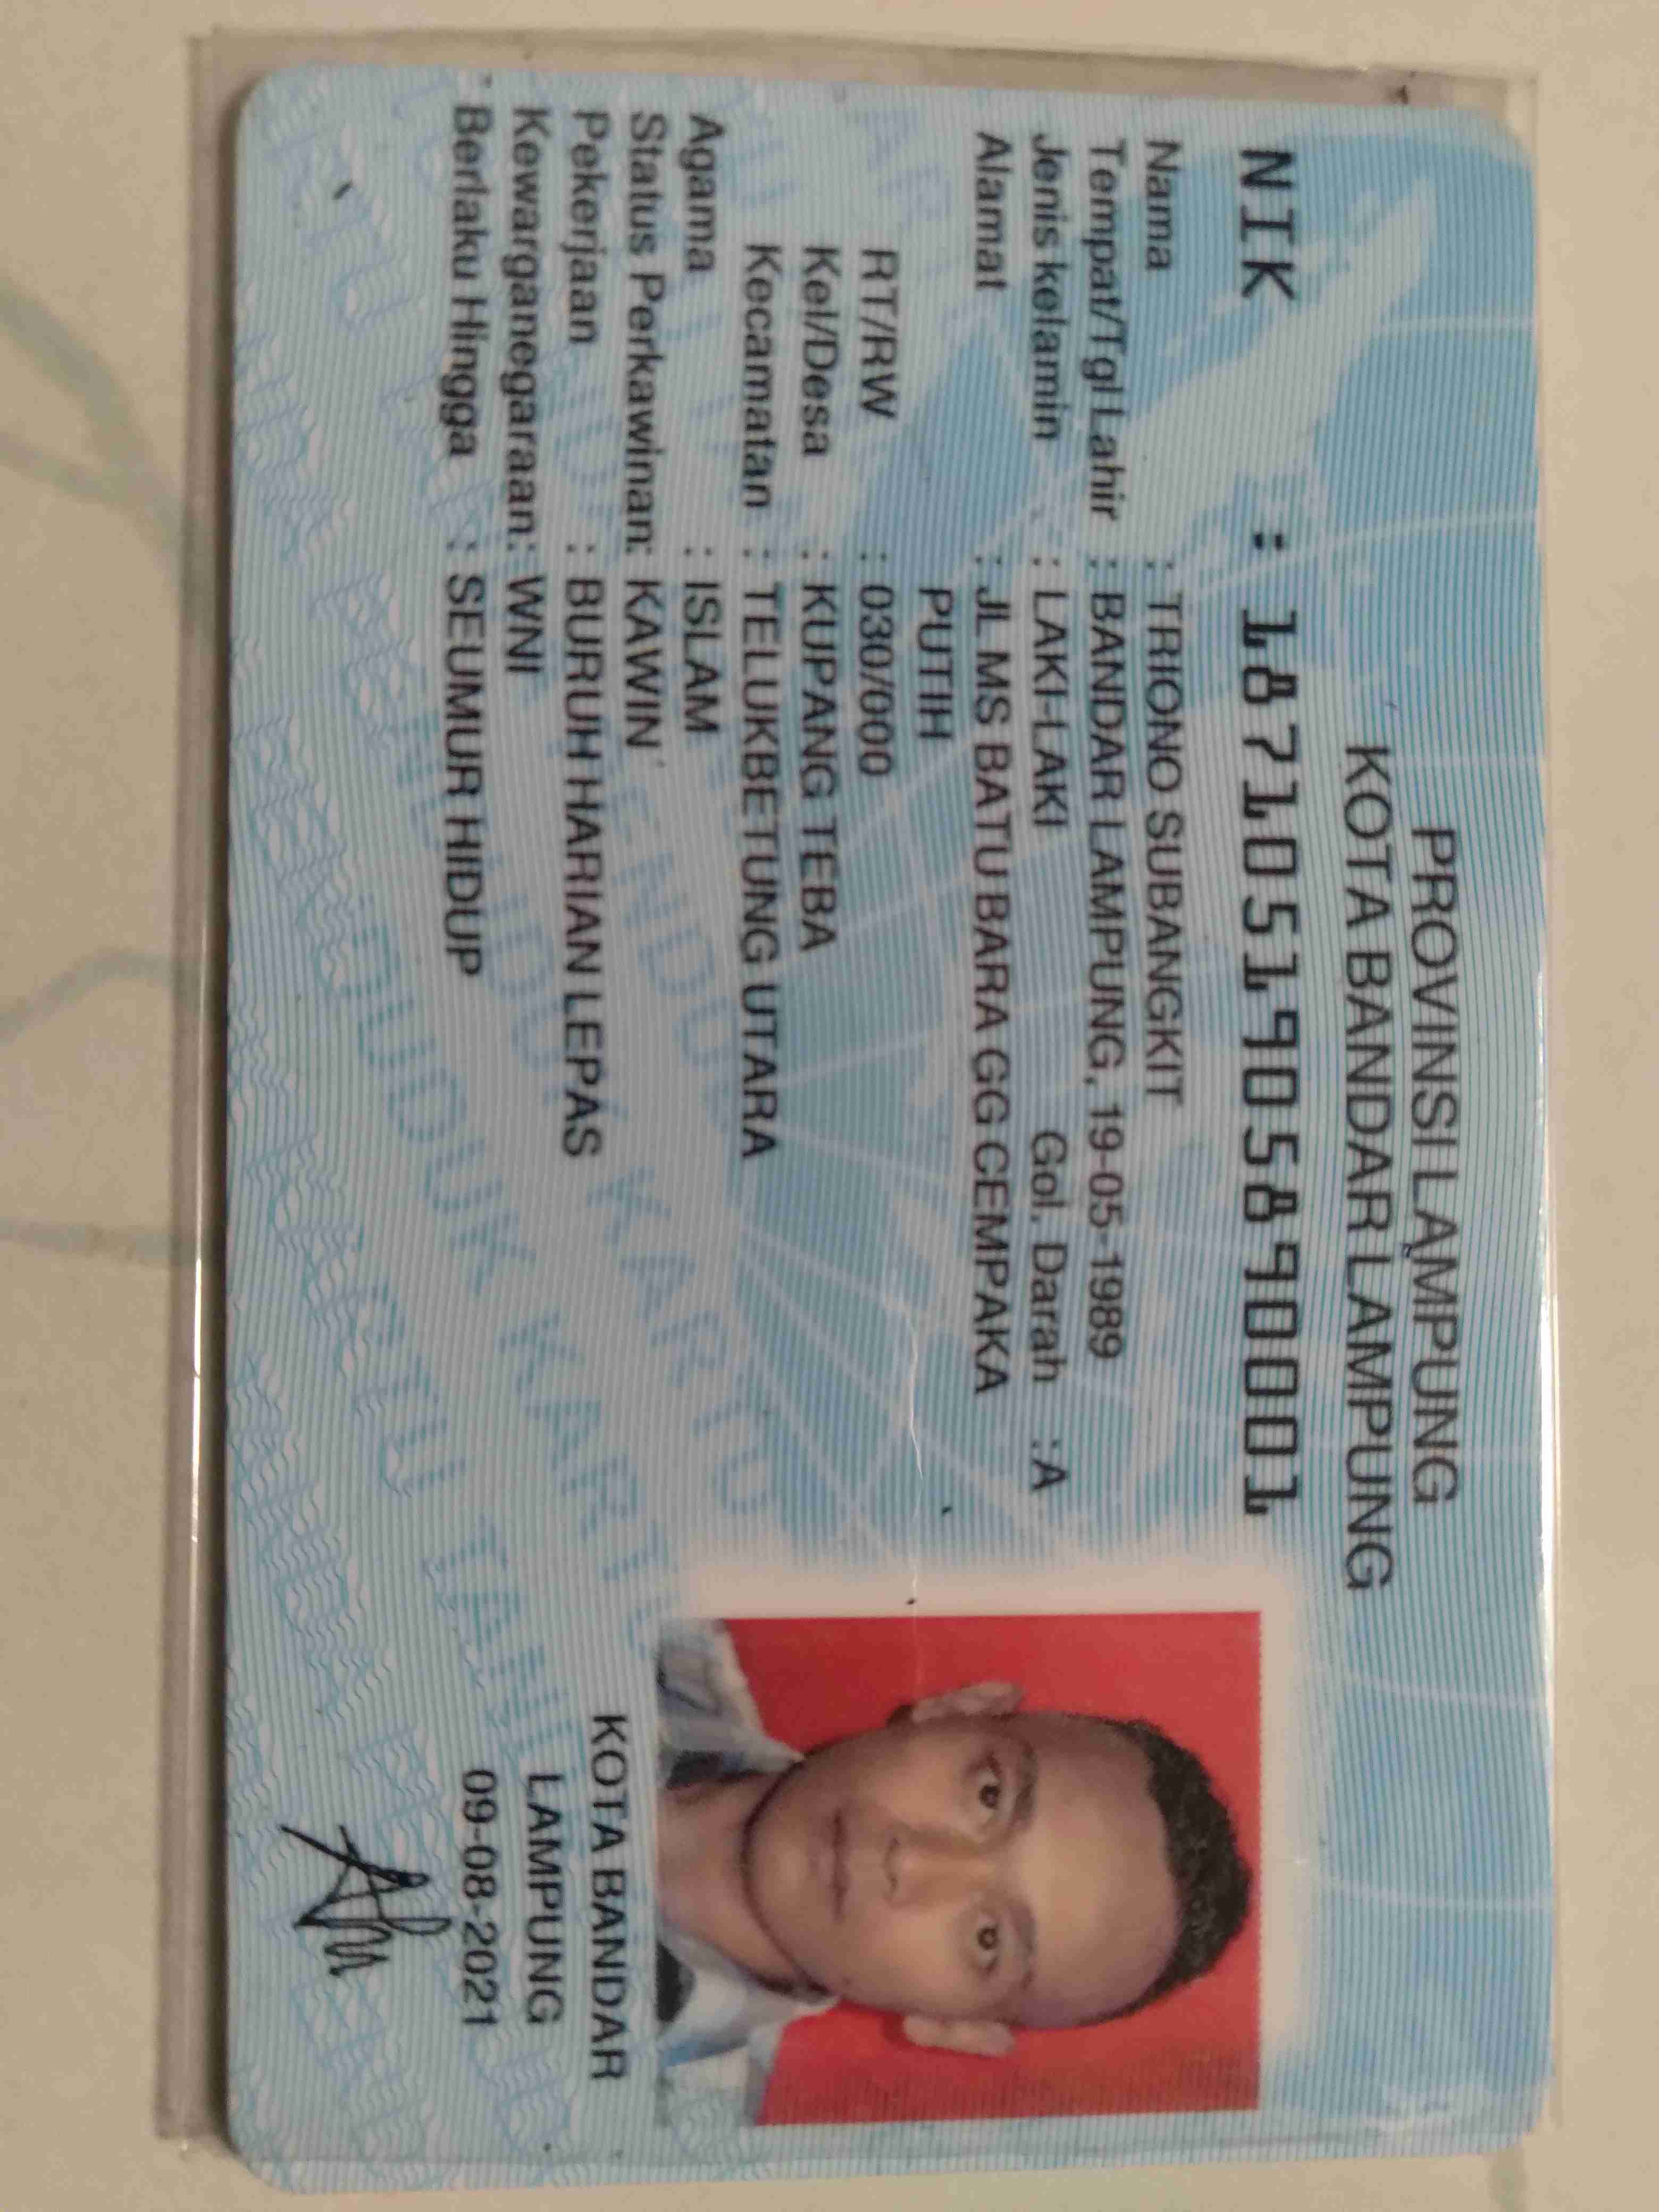 PROVINSI LAMPUNG
KOTA BANDAR LAMPUNG
NIK : 1871051905890001
Nama : TRIONO SUBANGKIT
Tempat/Tgl Lahir : BANDAR LAMPUNG, 19-05-1989
Jenis kelamin : LAKI-LAKI Gol. Darah :A
Alamat : JL MS BATU BARA GG CEMPAKA
PUTIH
RT/RW : 030/000
Kel/Desa : KUPANG TEBA
Kecamatan : TELUKBETUNG UTARA
Agama : ISLAM
Status Perkawinan: KAWIN
Pekerjaan : BURUH HARIAN LEPAS
Kewarganegaraan: WNI
Berlaku Hingga : SEUMUR HIDUP
KOTA BANDAR
LAMPUNG
09-08-2021